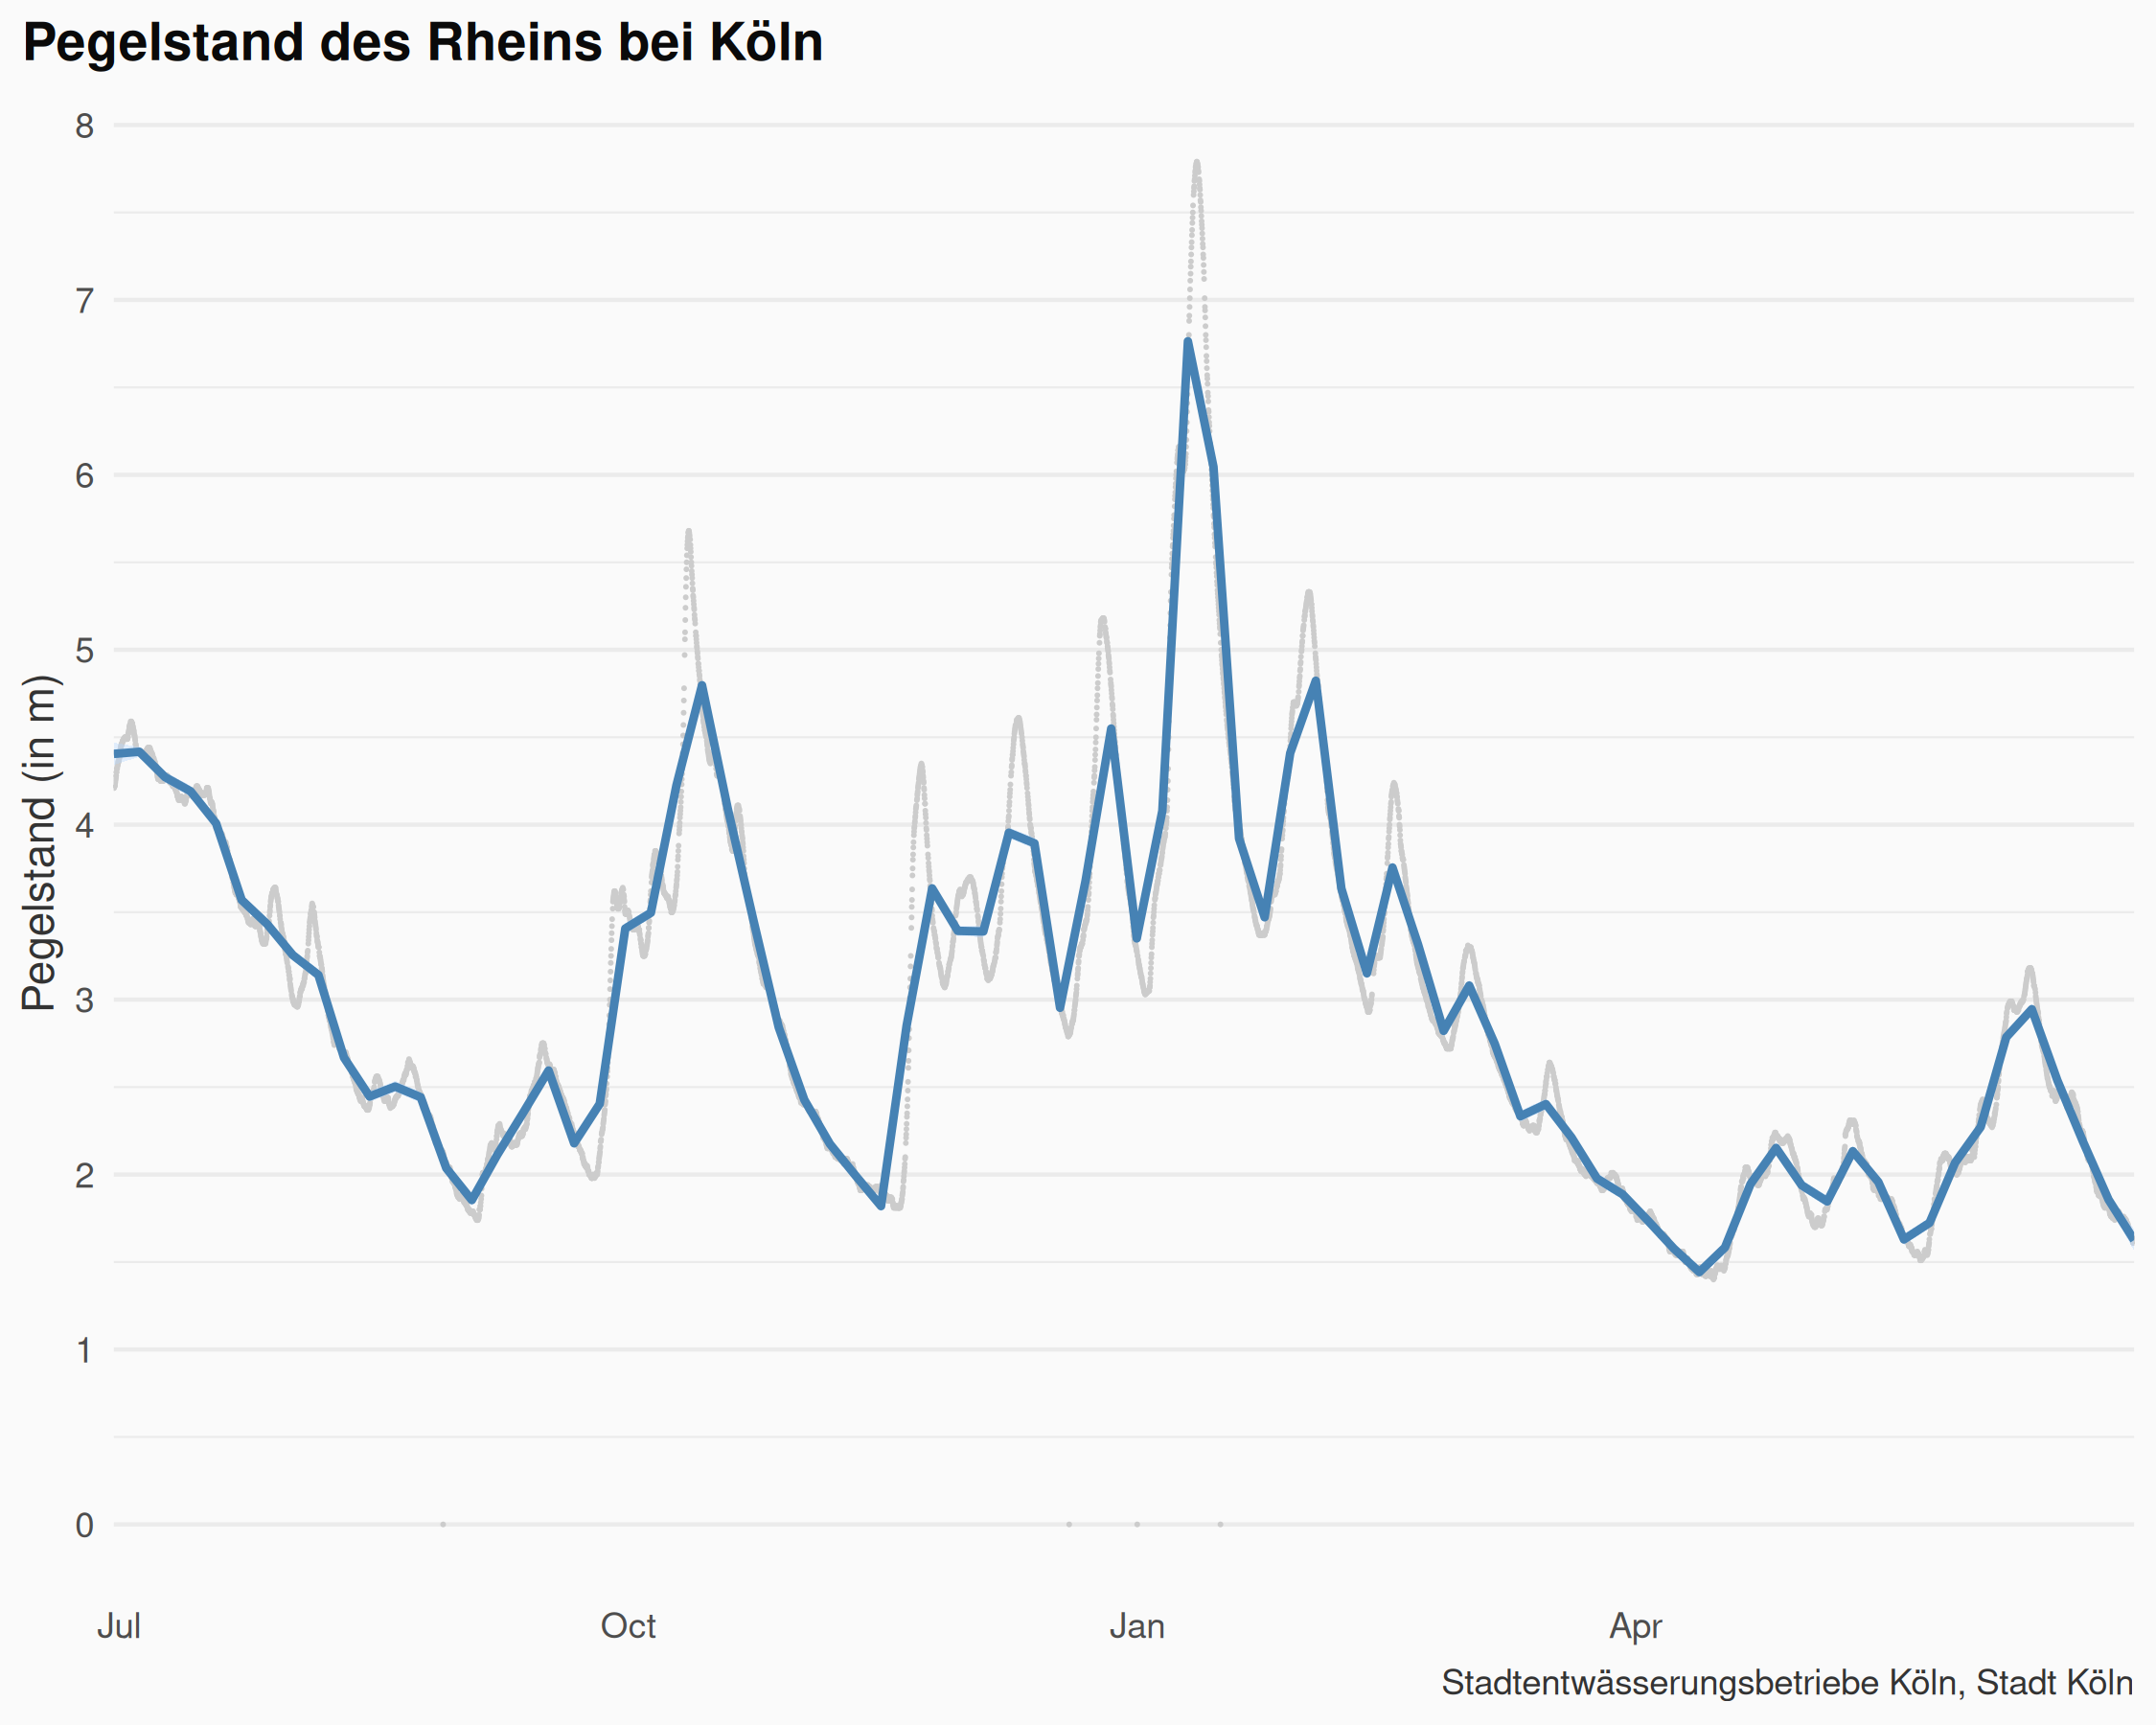 Pegelstand des Rheins bei Köln
Pegelstand (in m)
8
7
6
5
4
3
2
1
0
Jul Oct Jan Apr
Stadtentwässerungsbetriebe Köln, Stadt Köln